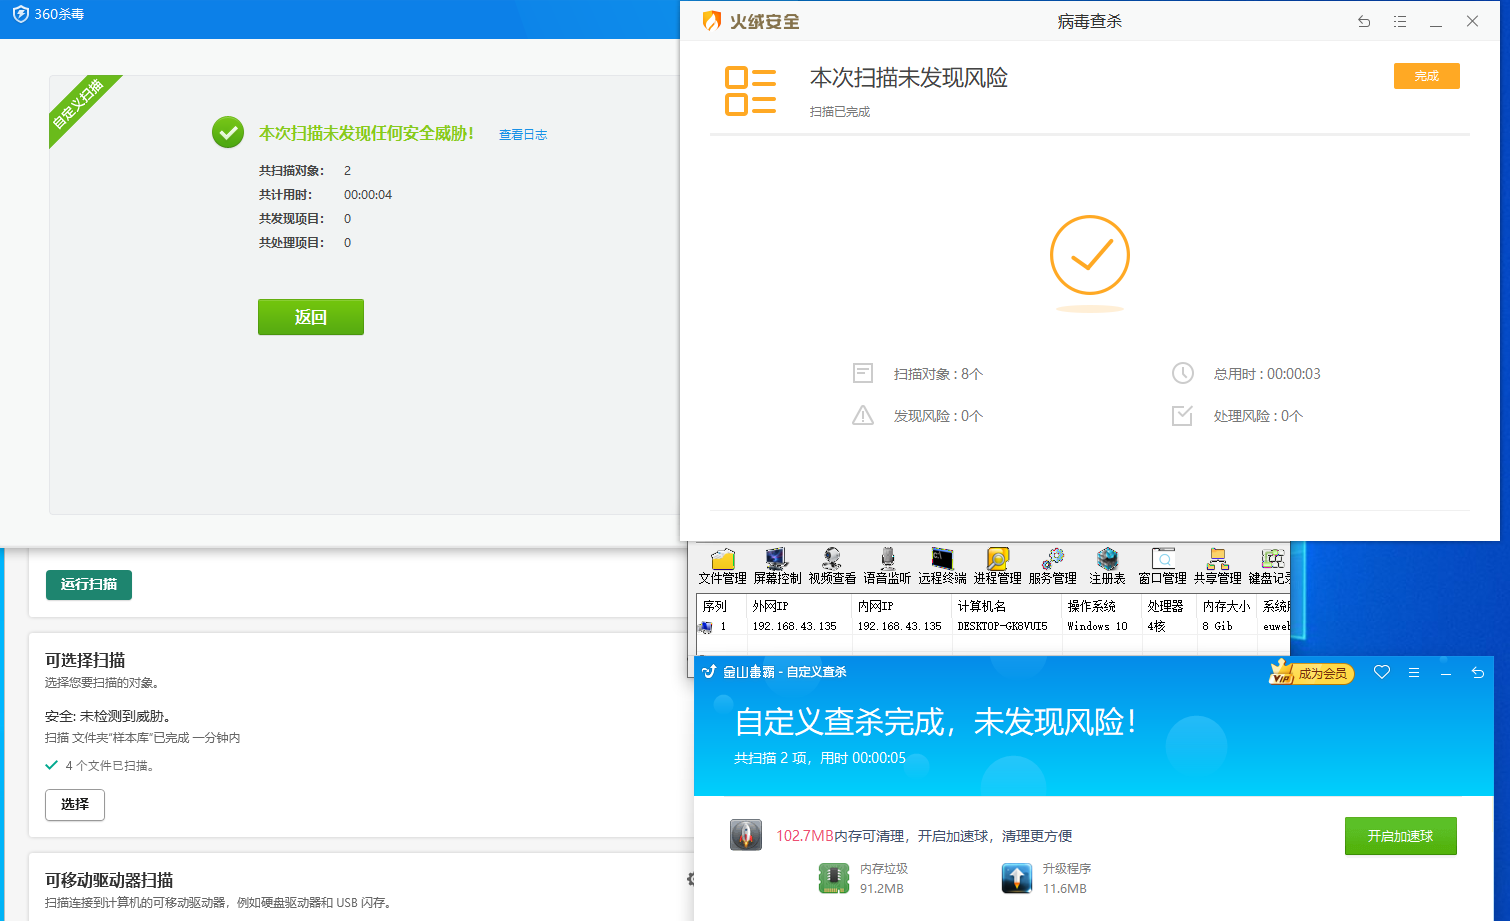 360杀毒
自定义扫描
本次扫描未发现任何安全威胁！ 查看日志
共扫描对象： 2
共计用时： 00:00:04
共发现项目： 0
共处理项目： 0
返回
火绒安全
病毒查杀
本次扫描未发现风险
扫描已完成
完成
扫描对象 : 8个
总用时 : 00:00:03
发现风险 : 0个
处理风险 : 0个
运行扫描
可选择扫描
选择您要扫描的对象。
安全: 未检测到威胁。
扫描 文件夹"样本库"已完成 一分钟内
4 个文件已扫描。
选择
可移动驱动器扫描
扫描连接到计算机的可移动驱动器，例如硬盘驱动器和 USB 闪存。
文件管理 屏幕控制 视频查看 语音监听 远程终端 进程管理 服务管理 注册表 窗口管理 共享管理 键盘记录
序列 外网IP 内网IP 计算机名 操作系统 处理器 内存大小
1 192.168.43.135 192.168.43.135 DESKTOP-GK8VUI5 Windows 10 4核 8 Gib
金山毒霸 - 自定义查杀
VIP 成为会员
自定义查杀完成，未发现风险！
共扫描 2 项，用时 00:00:05
102.7MB内存可清理，开启加速球，清理更方便
开启加速球
内存垃圾
91.2MB
升级程序
11.6MB